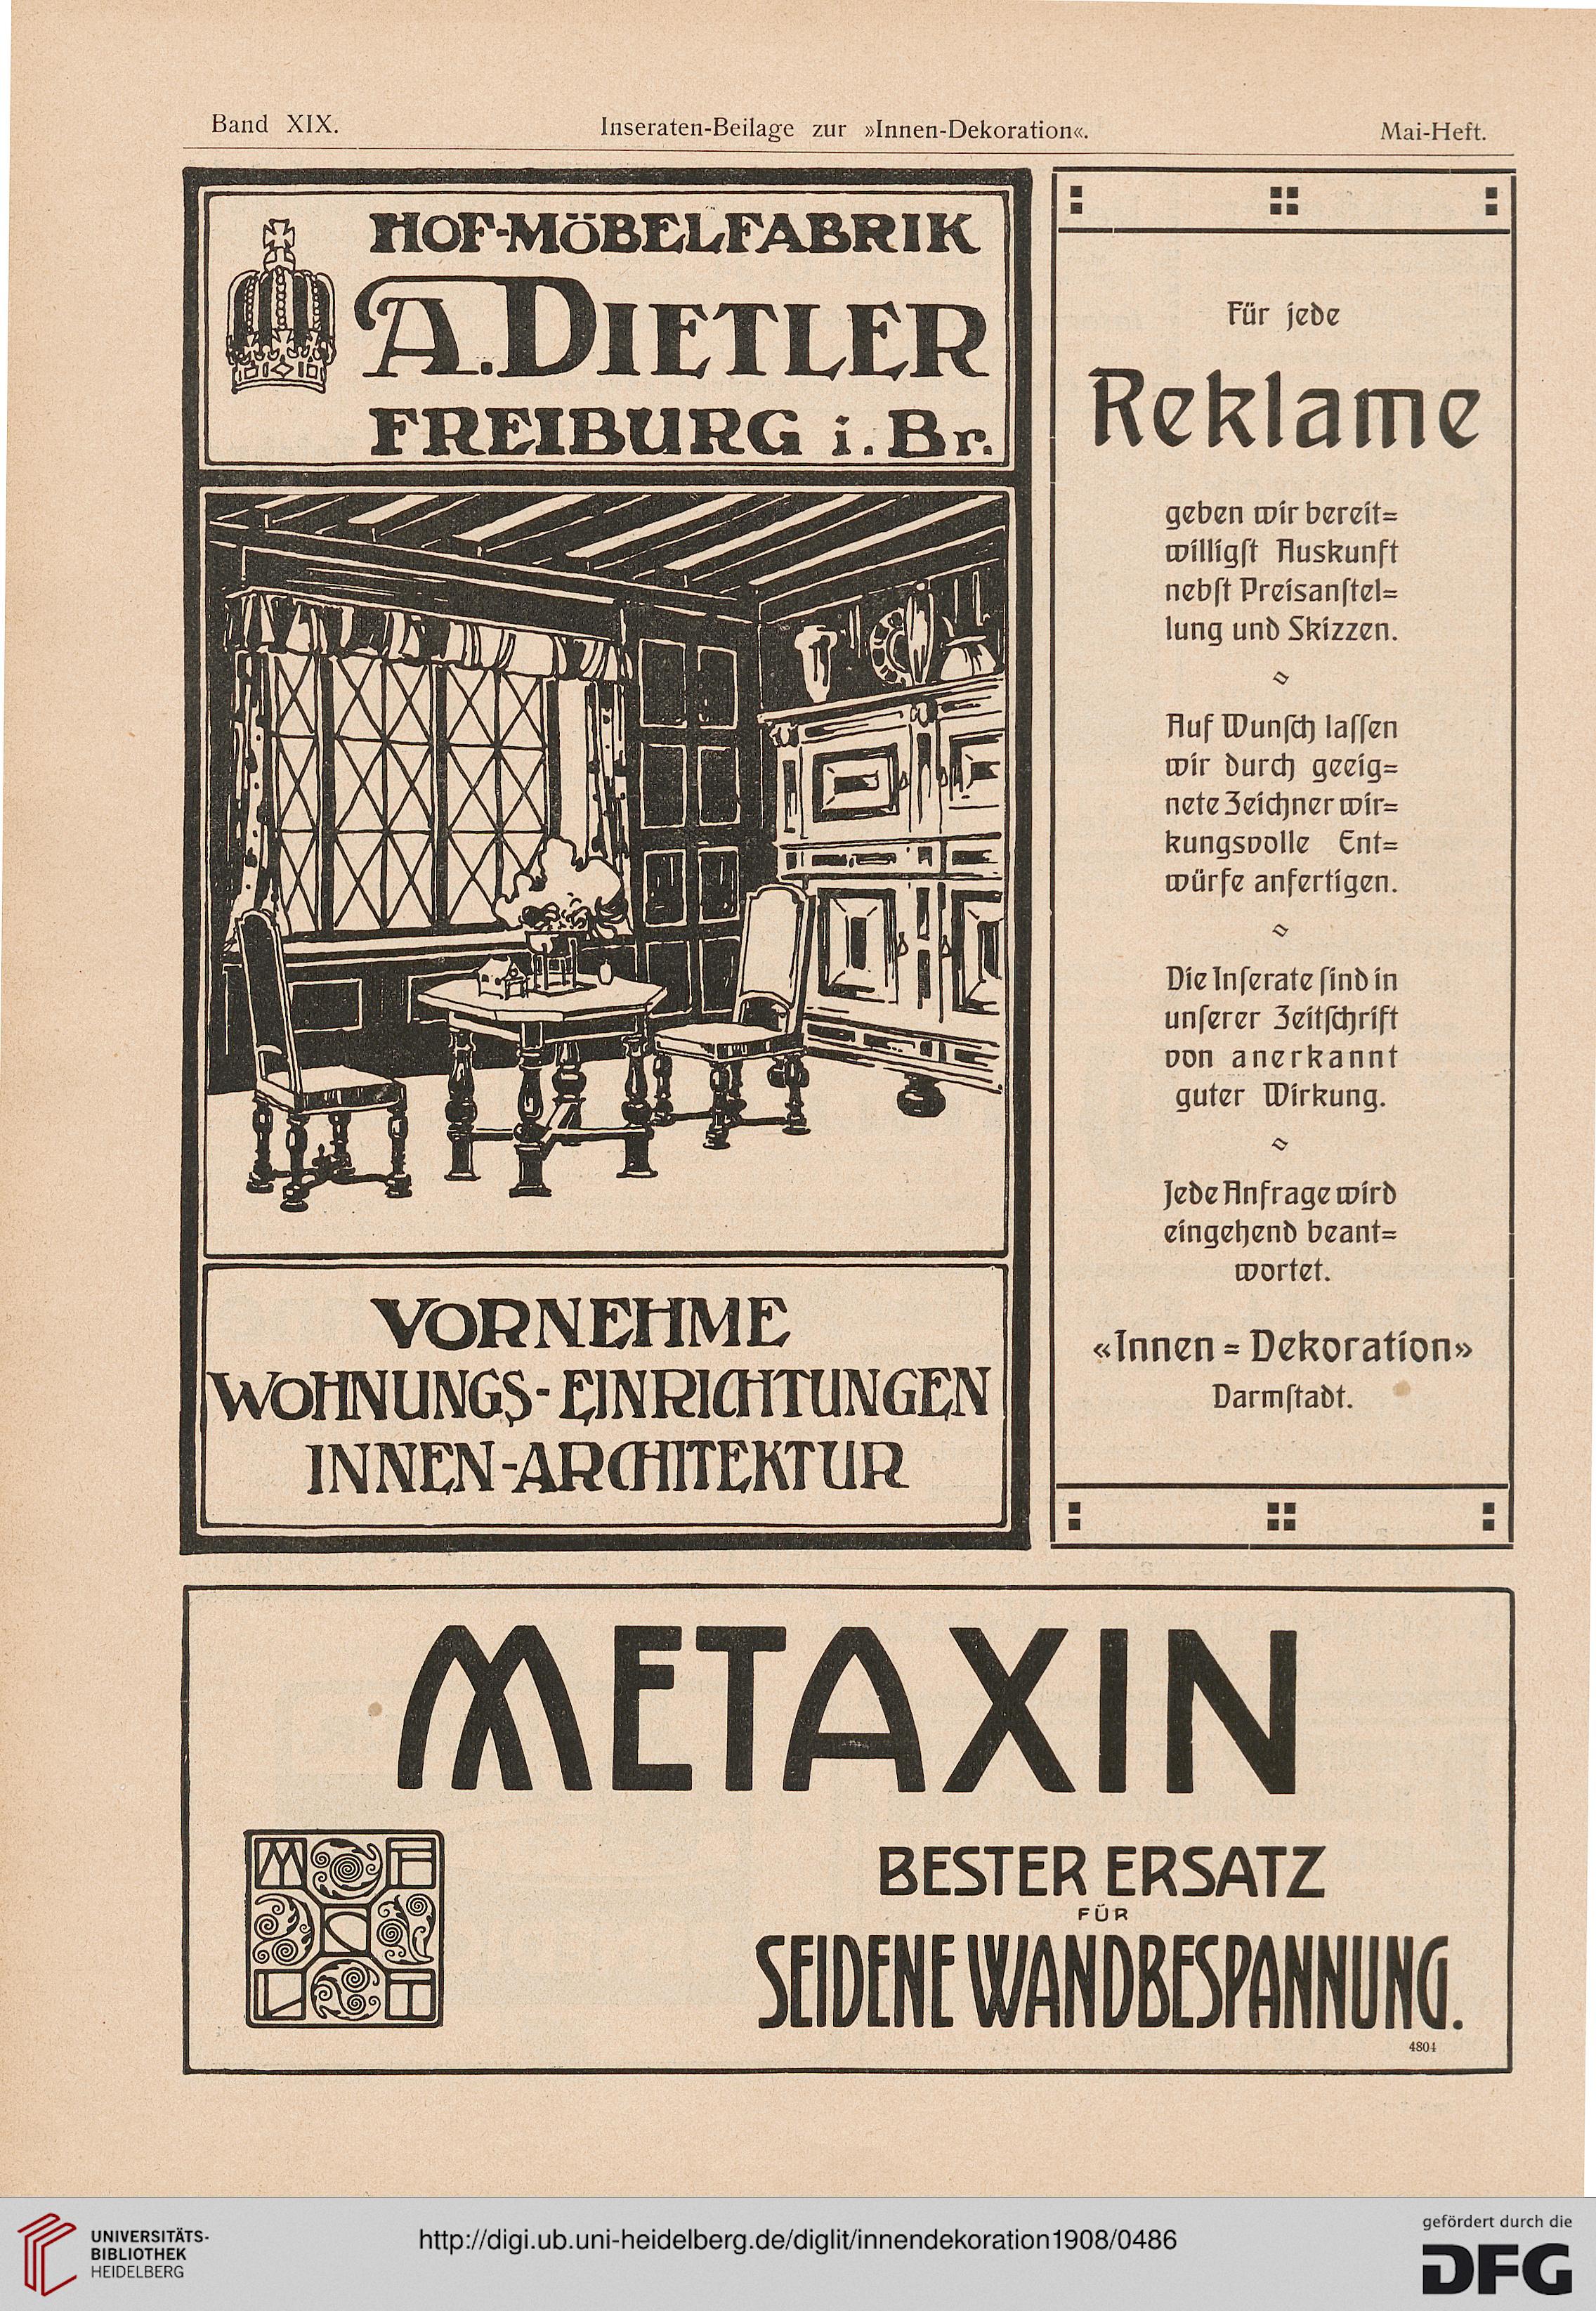 Band XIX.
Inseraten-Beilage zur »Innen-Dekoration«.
Mai-Heft.
HOF-MÖBELFABRIK
A. DIETLER
FREIBURG i. Br.
VORNEHME
WOHNUNGS-EINRICHTUNGEN
INNEN-ARCHITEKTUR
Für jede
Reklame
geben wir bereit=
willigſt Auskunft
nebſt Preisanſtel=
lung und Skizzen.
Auf Wunſch laſſen
wir durch geeig=
nete Zeichner wir=
kungsvolle Ent=
würfe anfertigen.
Die Inſerate ſind in
unſerer Zeitſchrift
von anerkannt
guter Wirkung.
Jede Anfrage wird
eingehend beant=
wortet.
«Innen=Dekoration»
Darmſtadt.
METAXIN
BESTER ERSATZ
FÜR
SEIDENE WANDBESPANNUNG.
4804
UNIVERSITÄTS-
BIBLIOTHEK
HEIDELBERG
http://digi.ub.uni-heidelberg.de/diglit/innendekoration1908/0486
gefördert durch die
DFG